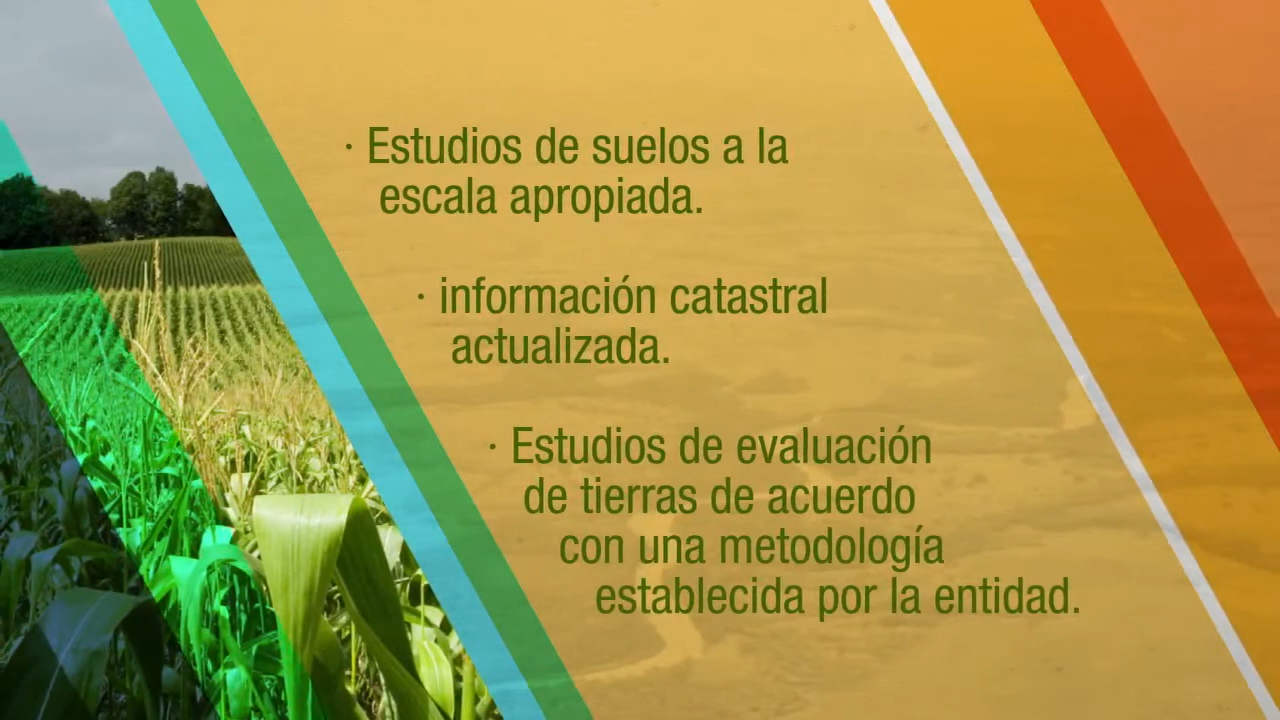 · Estudios de suelos a la
escala apropiada.
· información catastral
actualizada.
· Estudios de evaluación
de tierras de acuerdo
con una metodología
establecida por la entidad.